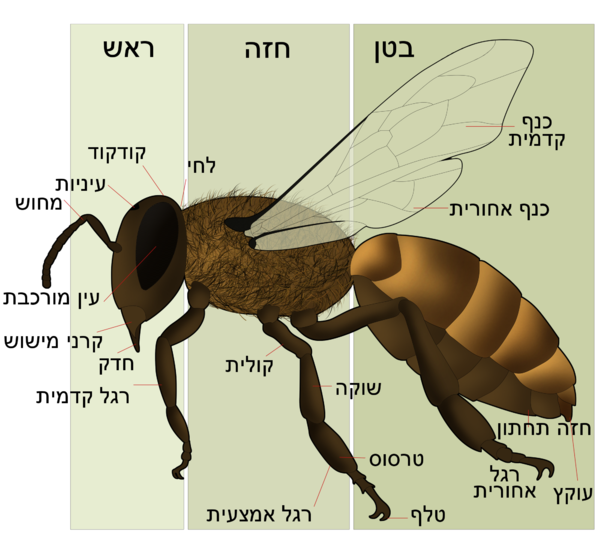 ראש
חזה
בטן
קודקוד
לחי
עיניות
מחוש
כנף
קדמית
כנף אחורית
עין מורכבת
קרני מישוש
חדק
רגל קדמית
קולית
שוקה
טרסוס
רגל אמצעית
טלף
חזה תחתון
רגל
אחורית
עוקץ